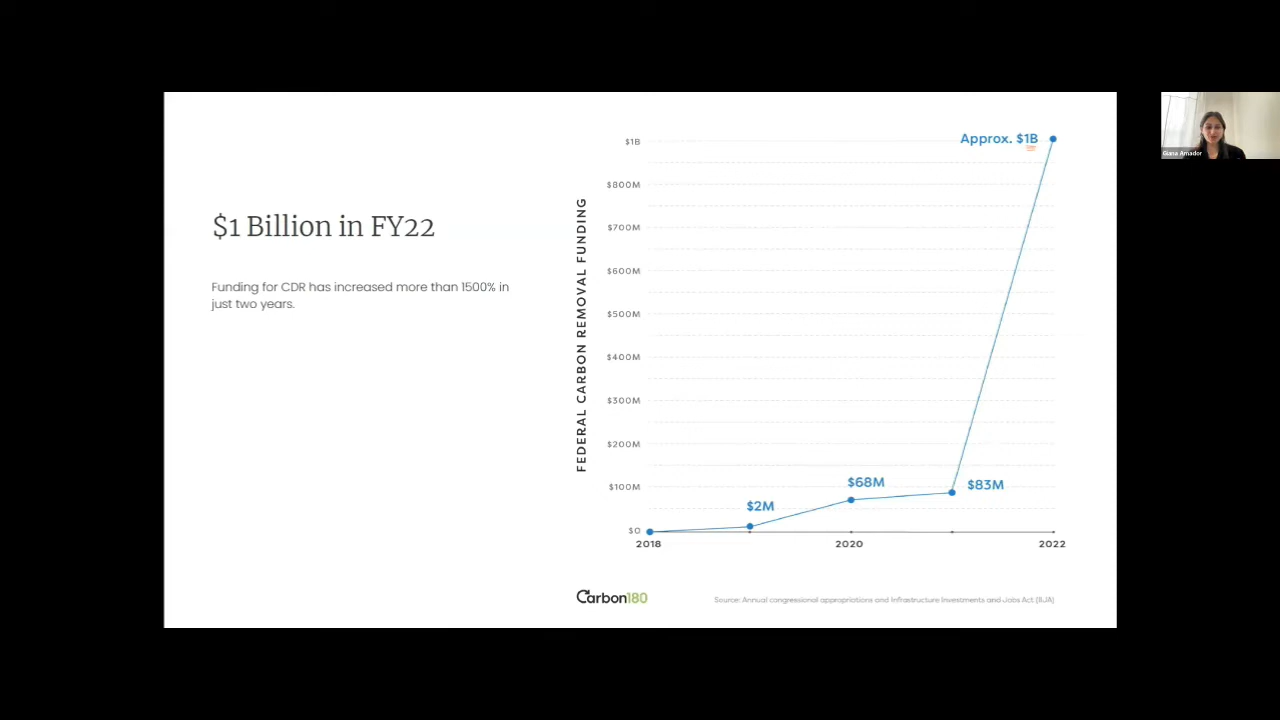 $1 Billion in FY22
Funding for CDR has increased more than 1500% in
just two years.
FEDERAL CARBON REMOVAL FUNDING
$1B
$800M
$700M
$600M
$500M
$400M
$300M
$200M
$100M
$0
Approx. $1B
$2M
$68M
$83M
2018
2020
2022
Carbon180
Source: Annual congressional appropriations and Infrastructure Investments and Jobs Act (IIJA)
Giana Amador